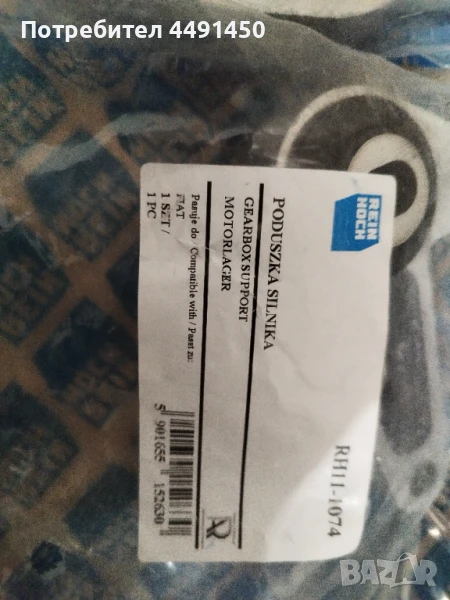 Потребител 4491450
REIN
HOCH
PODUSZKA SILNIKA
GEARBOX SUPPORT
MOTORLAGER
Pasuje do / Compatible with / Passt zu:
FIAT
1 SZT /
1 PC
RH11-1074
5 901655 152630
BAZAR